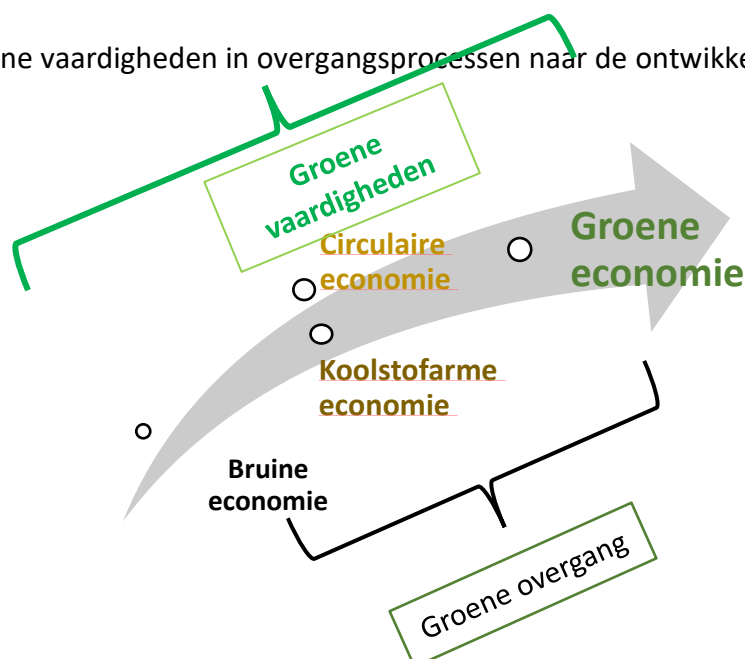 ne vaardigheden in overgangsprocessen naar de ontwikke
Groene
vaardigheden
Circulaire
economie
Groene
economie
Koolstofarme
economie
Bruine
economie
Groene overgang